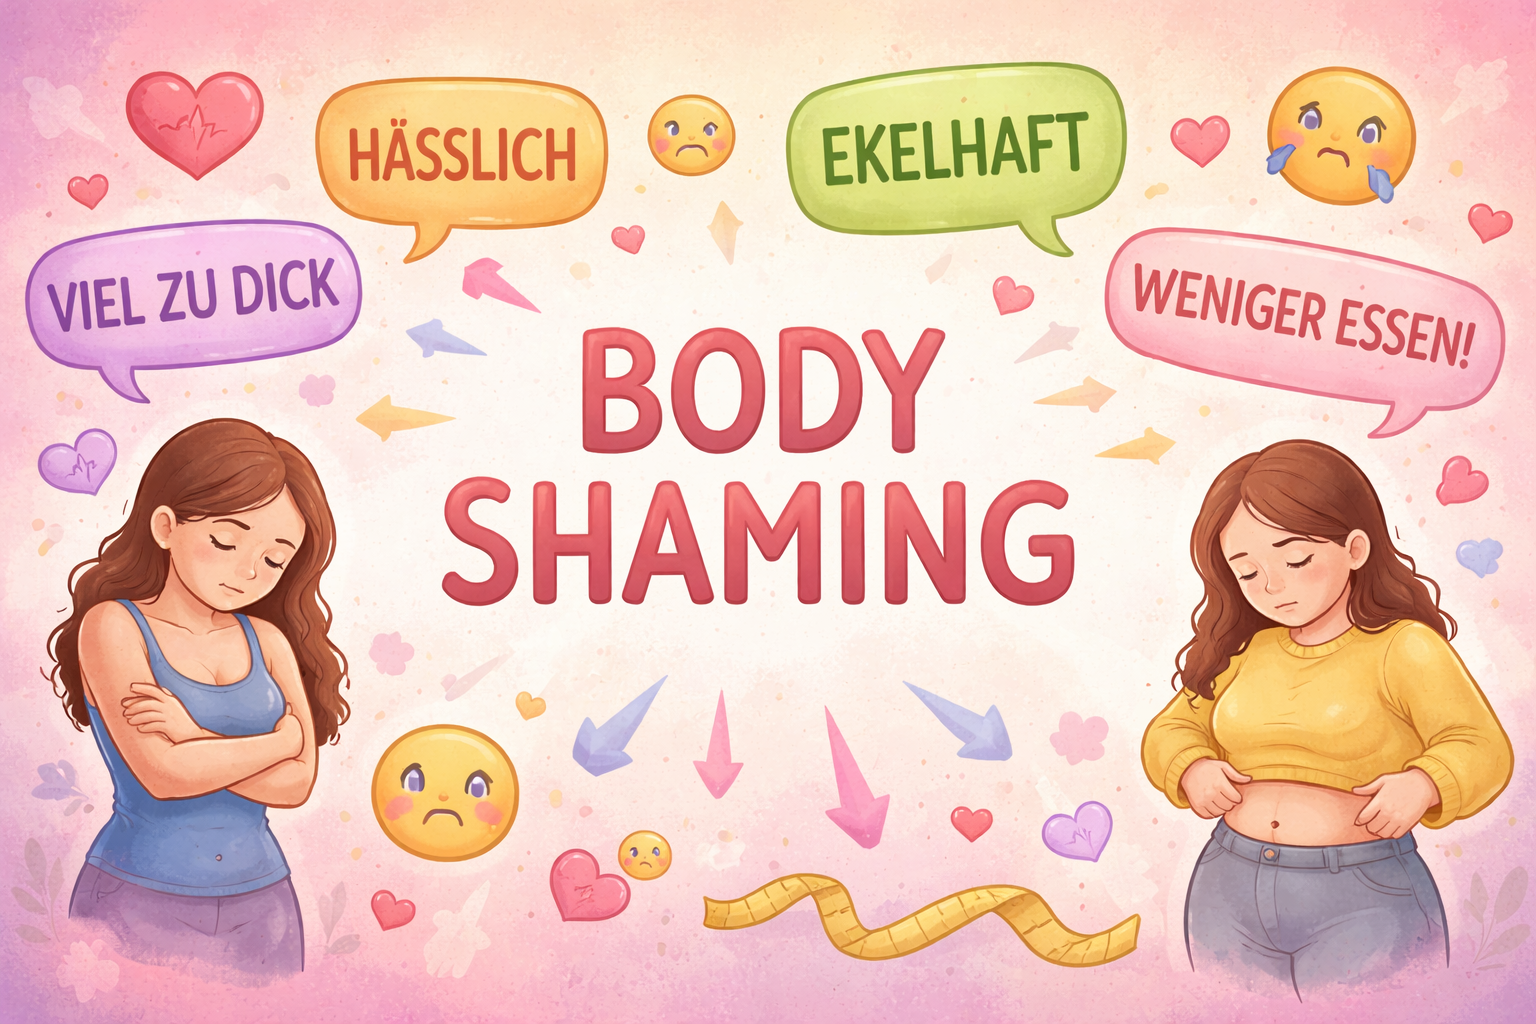 HÄSSLICH
EKELHAFT
VIEL ZU DICK
WENIGER ESSEN!
BODY
SHAMING